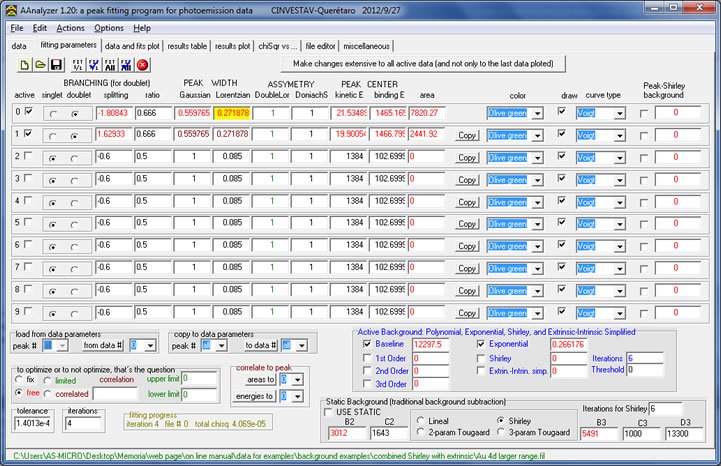 AAnalyzer 1.20: a peak fitting program for photoemission data CINVESTAV-Querétaro 2012/9/27
File Edit Actions Options Help
data fitting parameters data and fits plot results table results plot chiSqr vs ... file editor miscellaneous
Make changes extensive to all active data (and not only to the last data ploted)
BRANCHING (for doublet) PEAK WIDTH ASSYMETRY PEAK CENTER Peak-Shirley
active singlet doublet splitting ratio Gaussian Lorentzian DoubleLor DoniachS kinetic E binding E area color draw curve type background
0 -1.80843 0.666 0.559765 0.271878 1 1 21.5348 1465.165 7820.27 Olive green Voigt 0
1 1.62933 0.666 0.559765 0.271878 1 1 19.9005 1466.799 2441.92 Copy Olive green Voigt 0
2 -0.6 0.5 1 0.085 1 1 1384 102.6999 0 Copy Olive green Voigt 0
3 -0.6 0.5 1 0.085 1 1 1384 102.6999 0 Copy Olive green Voigt 0
4 -0.6 0.5 1 0.085 1 1 1384 102.6999 0 Copy Olive green Voigt 0
5 -0.6 0.5 1 0.085 1 1 1384 102.6999 0 Copy Olive green Voigt 0
6 -0.6 0.5 1 0.085 1 1 1384 102.6999 0 Copy Olive green Voigt 0
7 -0.6 0.5 1 0.085 1 1 1384 102.6999 0 Copy Olive green Voigt 0
8 -0.6 0.5 1 0.085 1 1 1384 102.6999 0 Copy Olive green Voigt 0
9 -0.6 0.5 1 0.085 1 1 1384 102.6999 0 Copy Olive green Voigt 0
load from data parameters
peak # from data # 0
copy to data parameters
peak # all to data # all
Active Background: Polynomial, Exponential, Shirley, and Extrinsic-Intrinsic Simplified
Baseline 12297.5 Exponential 0.266176
1st Order 0 Shirley 0 Iterations 6
2nd Order 0 Extrin.-Intrin. simp. 0 Threshold 0
3rd Order 0
to optimize or to not optimize, that's the question
fix limited correlation upper limit 0
free correlated lower limit 0
correlate to peak
areas to 0
energies to 0
tolerance 1.4013e-4
iterations 4
fitting progress
iteration 4 file # 0 total chisq 4.069e-05
Static Background (traditional background subtraction)
USE STATIC
B2 C2
3012 1643
Lineal Shirley
2-param Tougaard 3-param Tougaard
Iterations for Shirley 6
B3 C3 D3
5491 1000 13300
C:\Users\AS-MICRO\Desktop\Memoria\web page\on line manual\data for examples\background examples\combined Shirley with extrinsic\Au 4d larger range.fil